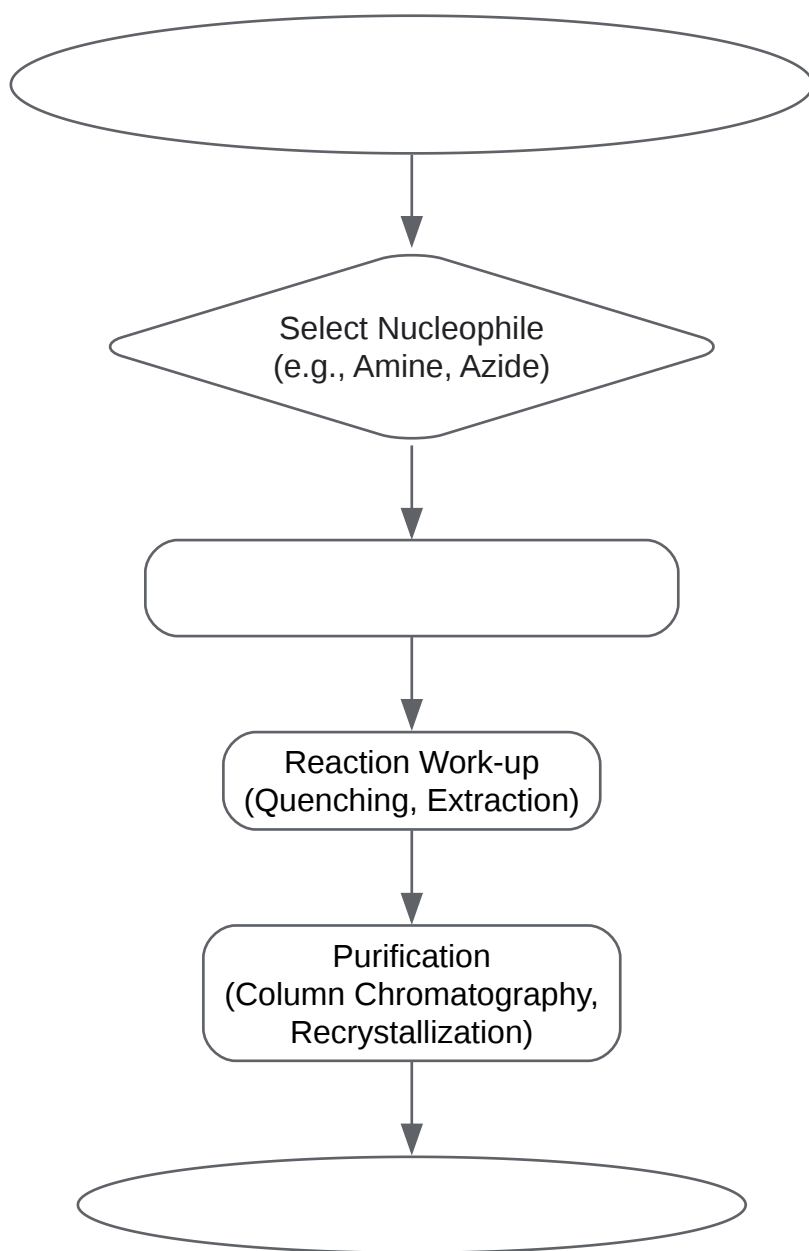 Select Nucleophile
(e.g., Amine, Azide)
Reaction Work-up
(Quenching, Extraction)
Purification
(Column Chromatography,
Recrystallization)